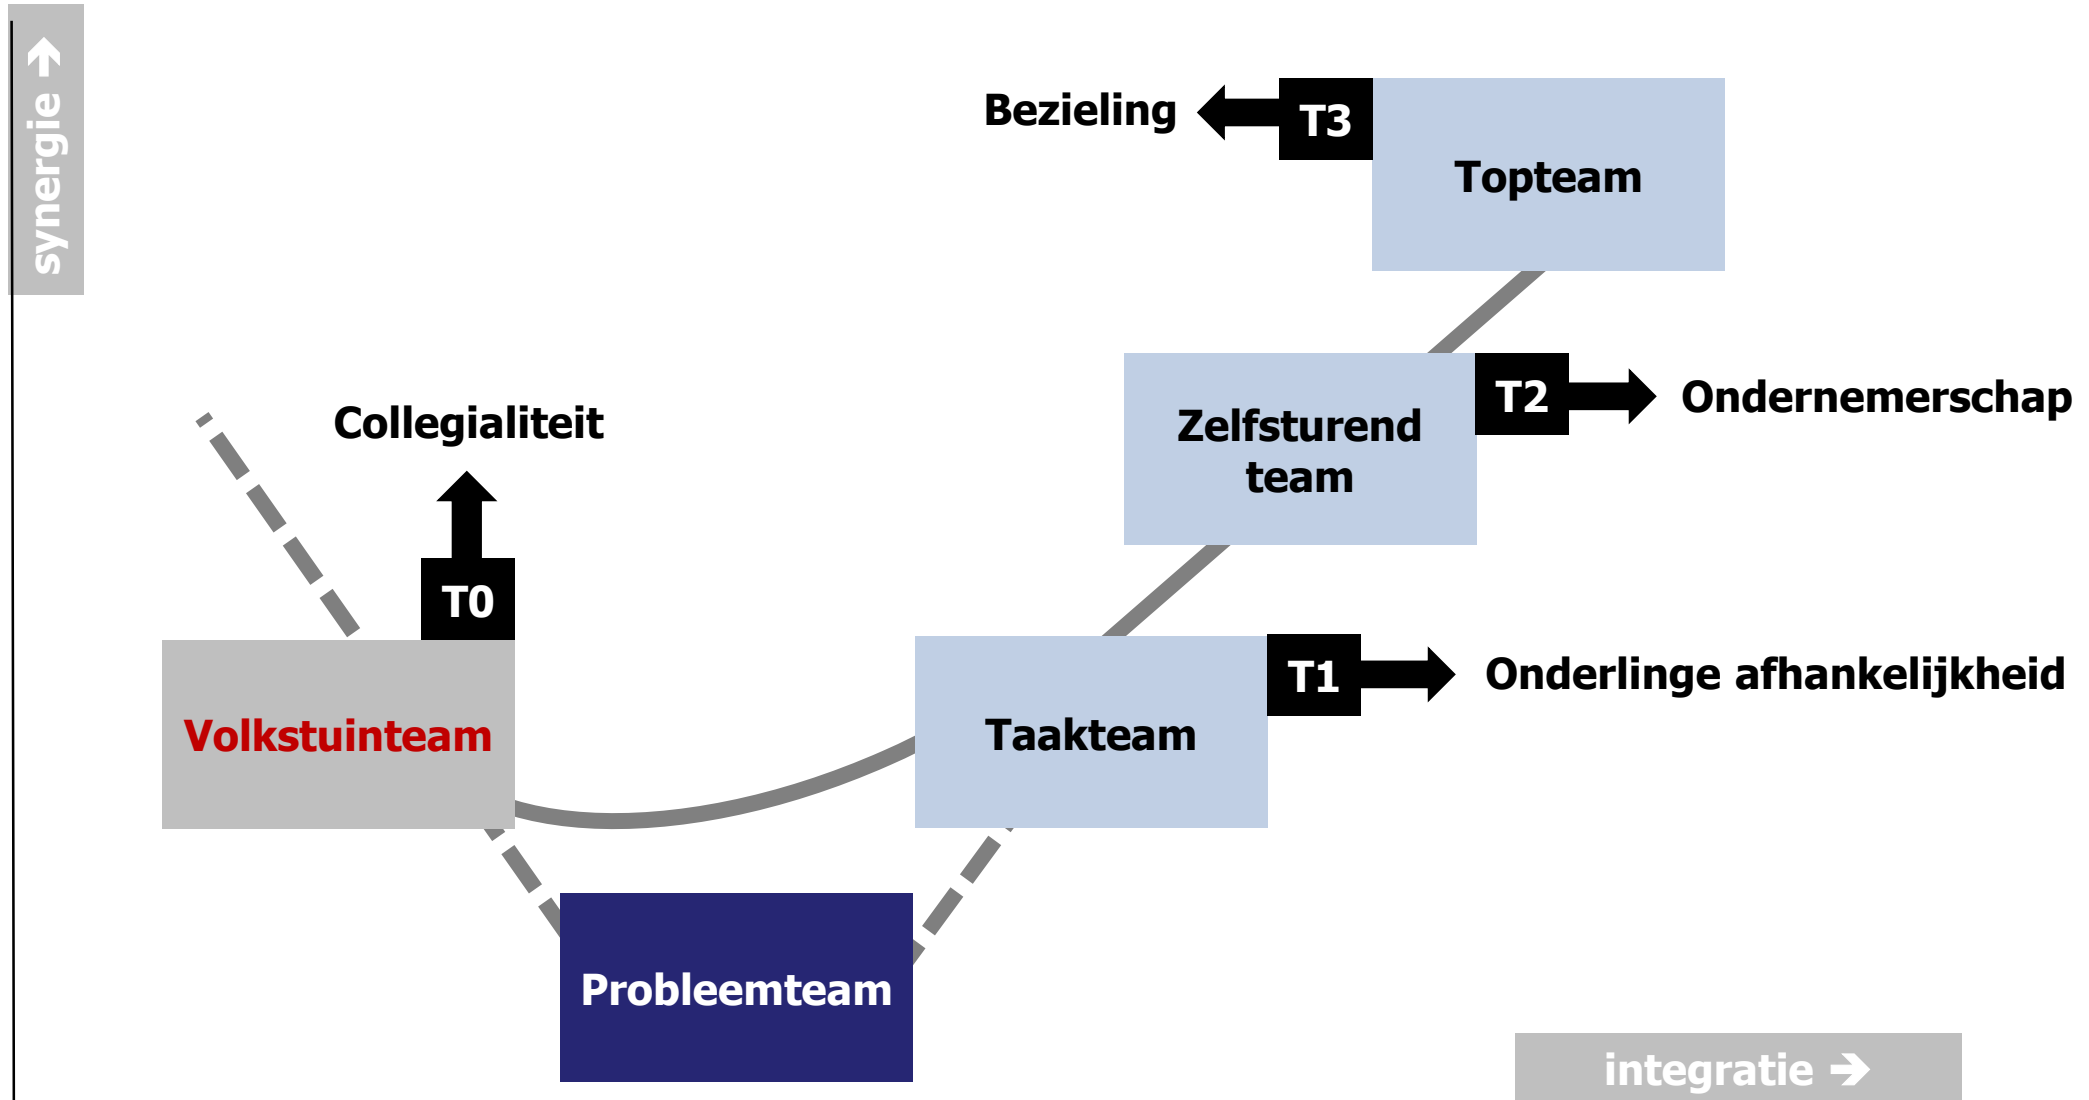 synergie →
Bezieling
T3
Topteam
T2
Ondernemerschap
Zelfsturend
team
Collegialiteit
T0
T1
Onderlinge afhankelijkheid
Volkstuinteam
Taakteam
Probleemteam
integratie →